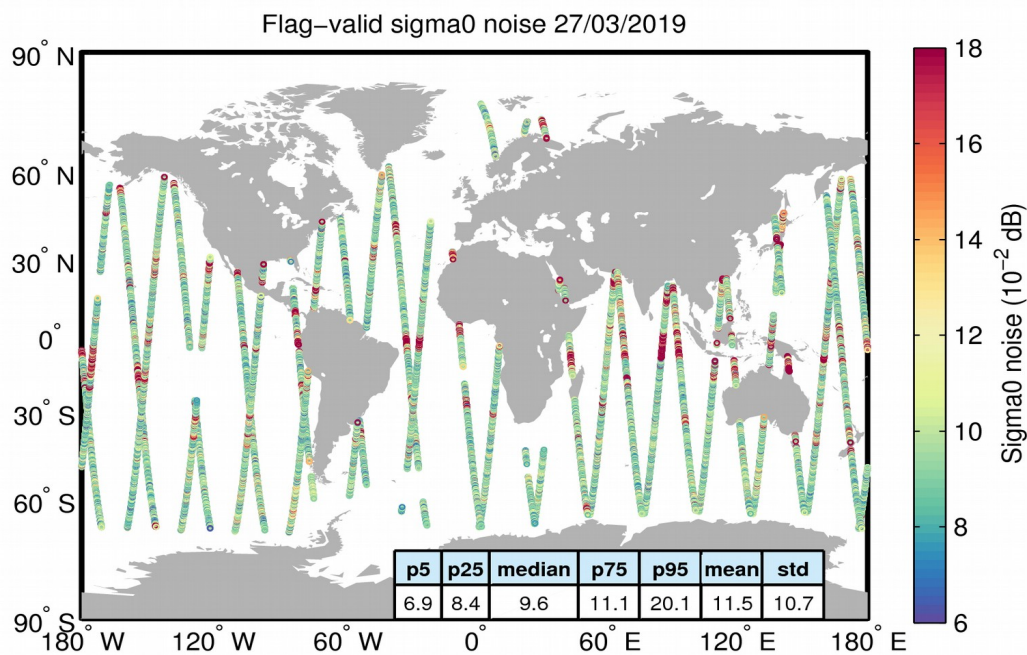 Flag−valid sigma0 noise 27/03/2019
90° N
60° N
30° N
0°
30° S
60° S
90° S
180° W
120° W
60° W
0°
60° E
120° E
180° E
p5 p25 median p75 p95 mean std
6.9 8.4 9.6 11.1 20.1 11.5 10.7
18
16
14
12
10
8
6
Sigma0 noise (10⁻² dB)